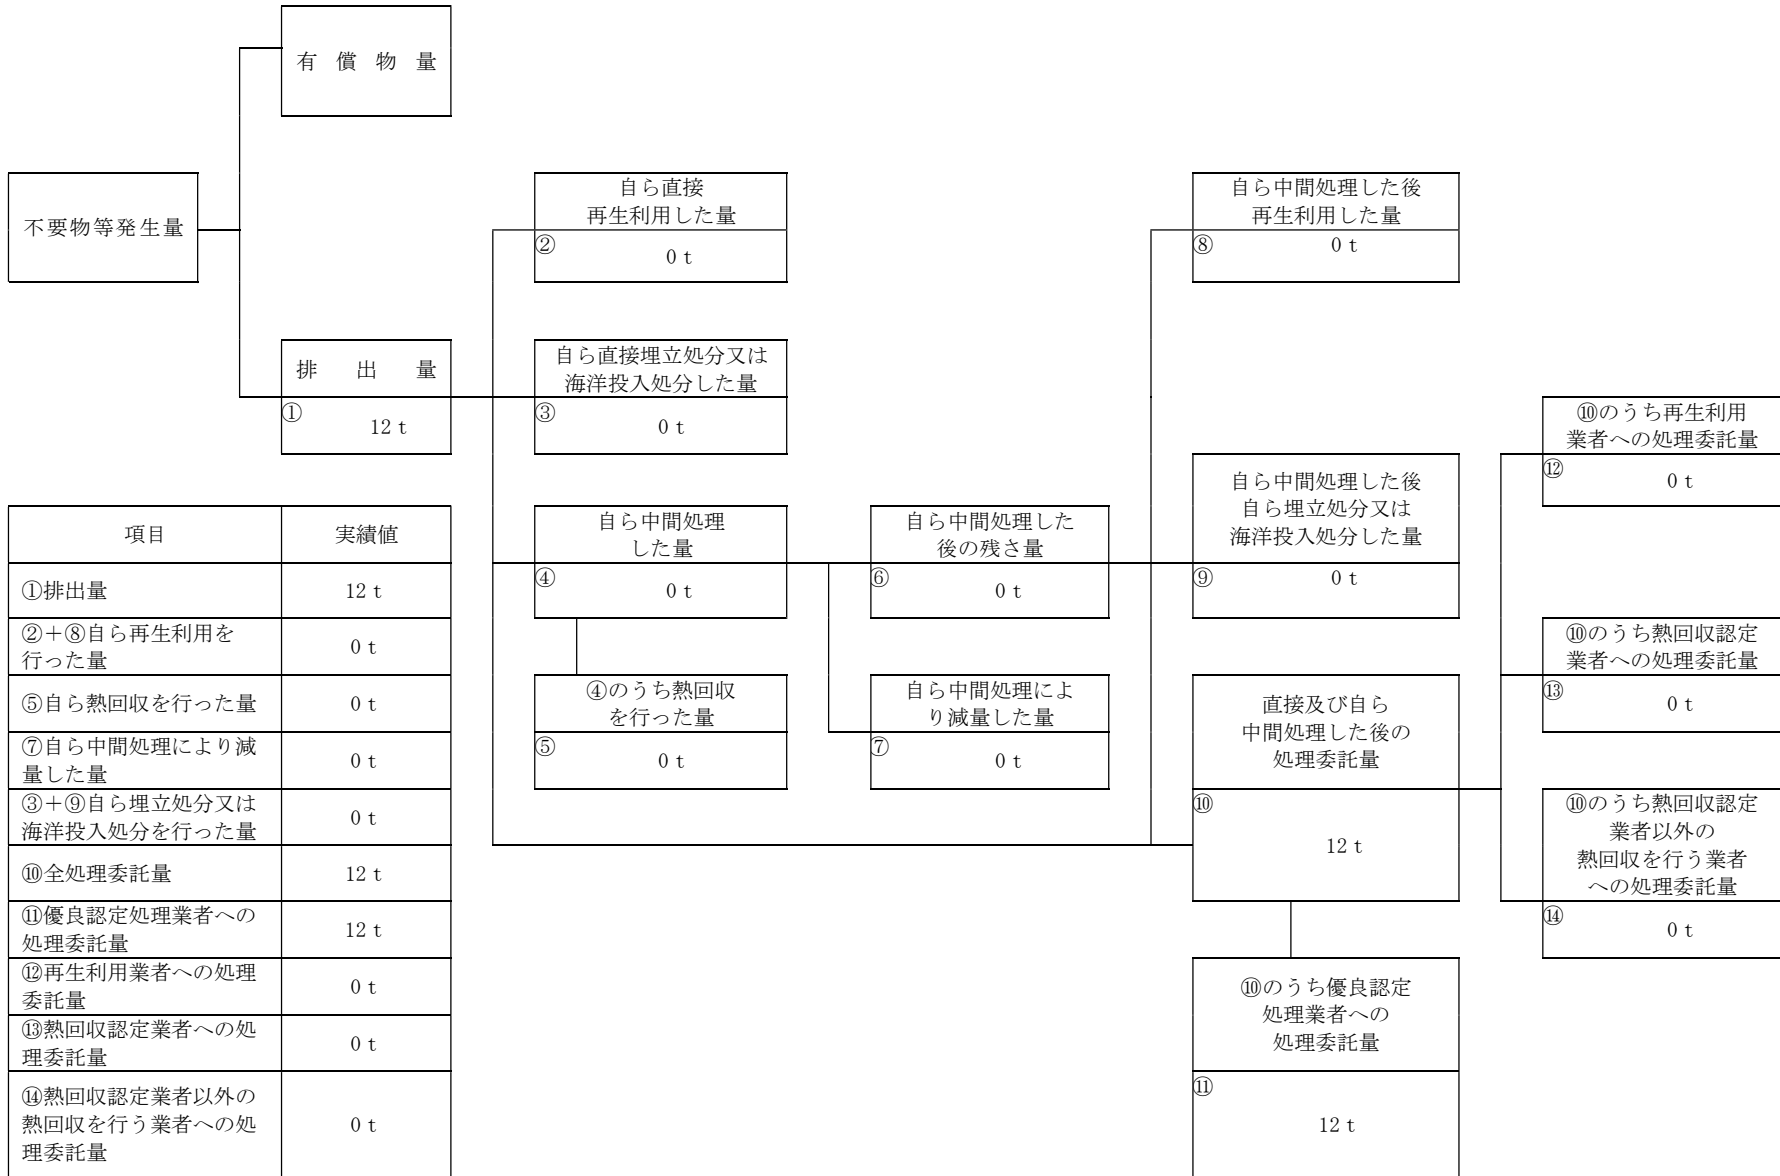 有 償 物 量
不要物等発生量
自ら直接
再生利用した量
②
0 t
自ら中間処理した後
再生利用した量
⑧
0 t
排 出 量
①
12 t
自ら直接埋立処分又は
海洋投入処分した量
③
0 t
⑩のうち再生利用
業者への処理委託量
⑫
0 t
自ら中間処理
した量
④
0 t
自ら中間処理した
後の残さ量
⑥
0 t
自ら中間処理した後
自ら埋立処分又は
海洋投入処分した量
⑨
0 t
④のうち熱回収
を行った量
⑤
0 t
自ら中間処理によ
り減量した量
⑦
0 t
直接及び自ら
中間処理した後の
処理委託量
⑩
12 t
⑩のうち熱回収認定
業者への処理委託量
⑬
0 t
⑩のうち熱回収認定
業者以外の
熱回収を行う業者
への処理委託量
⑭
0 t
⑩のうち優良認定
処理業者への
処理委託量
⑪
12 t
項目 実績値
①排出量 12 t
②+⑧自ら再生利用を
行った量
0 t
⑤自ら熱回収を行った量 0 t
⑦自ら中間処理により減
量した量
0 t
③+⑨自ら埋立処分又は
海洋投入処分を行った量
0 t
⑩全処理委託量 12 t
⑪優良認定処理業者への
処理委託量
12 t
⑫再生利用業者への処理
委託量
0 t
⑬熱回収認定業者への処
理委託量
0 t
⑭熱回収認定業者以外の
熱回収を行う業者への処
理委託量
0 t